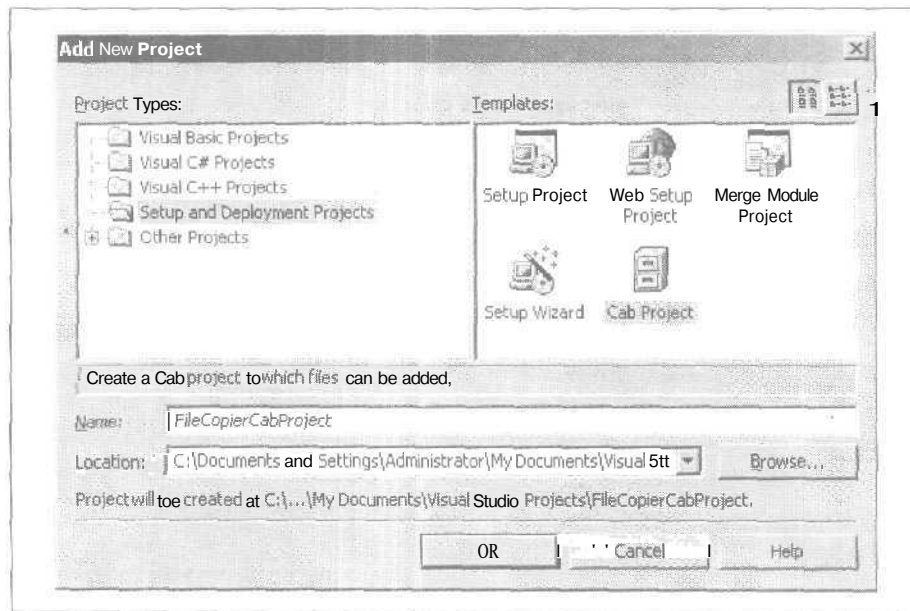 Add New Project
Project Types:
Templates:
1
Visual Basic Projects
Visual C# Projects
Visual C++ Projects
Setup and Deployment Projects
Other Projects
Setup Project
Web Setup Project
Merge Module Project
Setup Wizard
Cab Project
Create a Cab project to which files can be added,
Name:
FileCopierCabProject
Location:
C:\Documents and Settings\Administrator\My Documents\Visual 5tt
Browse...
Project will toe created at C:\...\My Documents\Visual Studio Projects\FileCopierCabProject.
OR
Cancel
Help